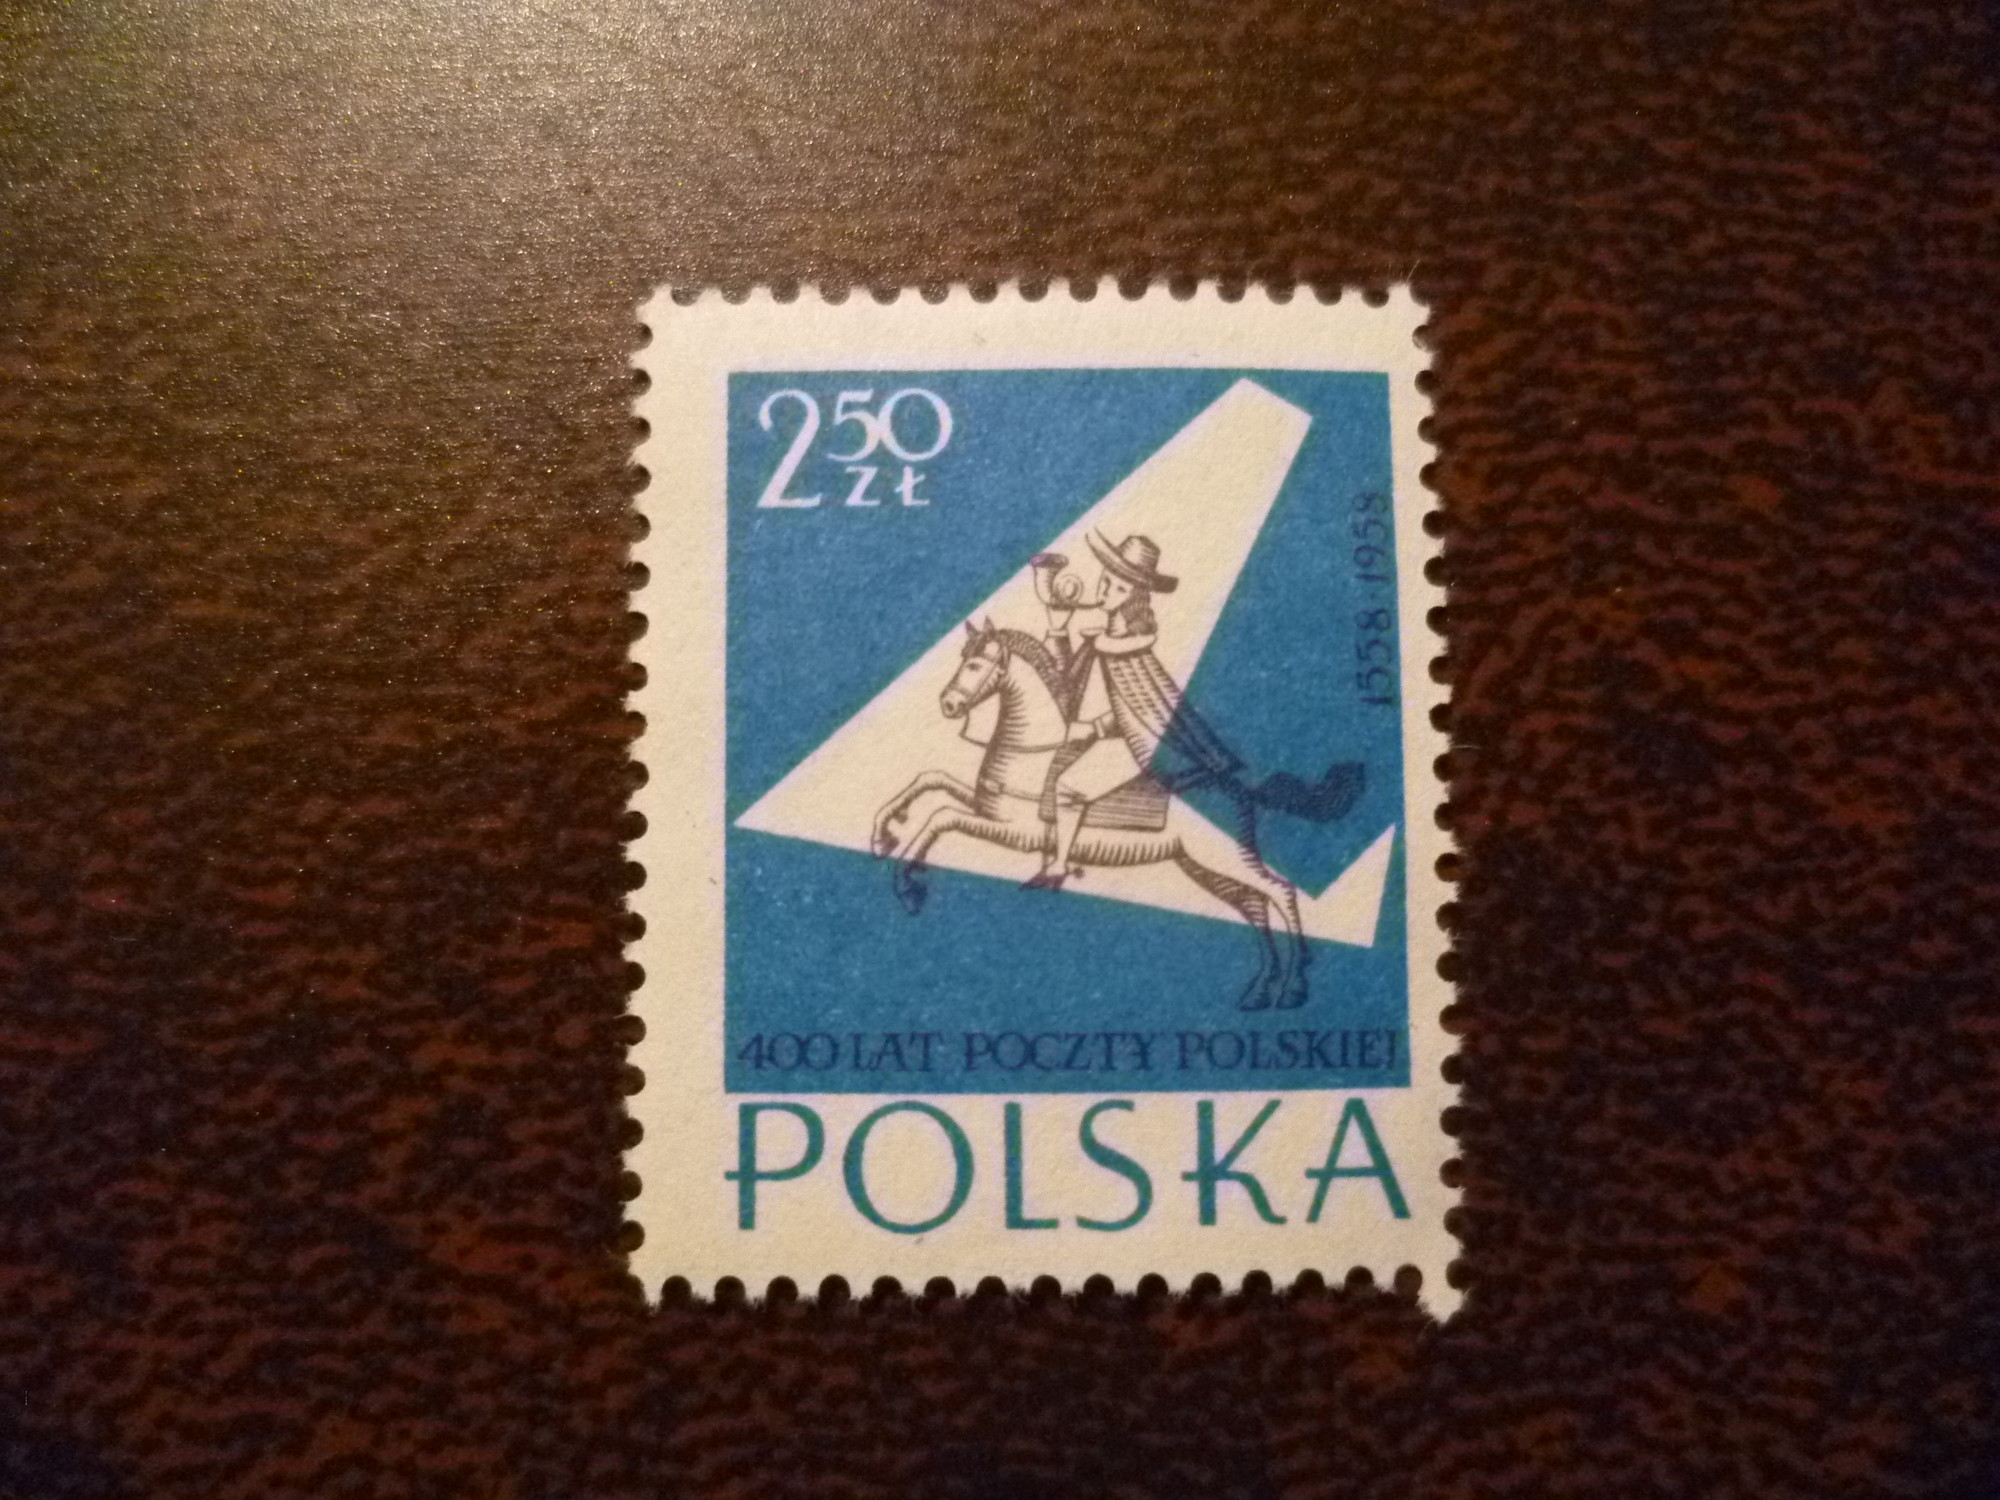 2 50
ZŁ
1558·1958
400 LAT POCZTY POLSKIEJ
POLSKA